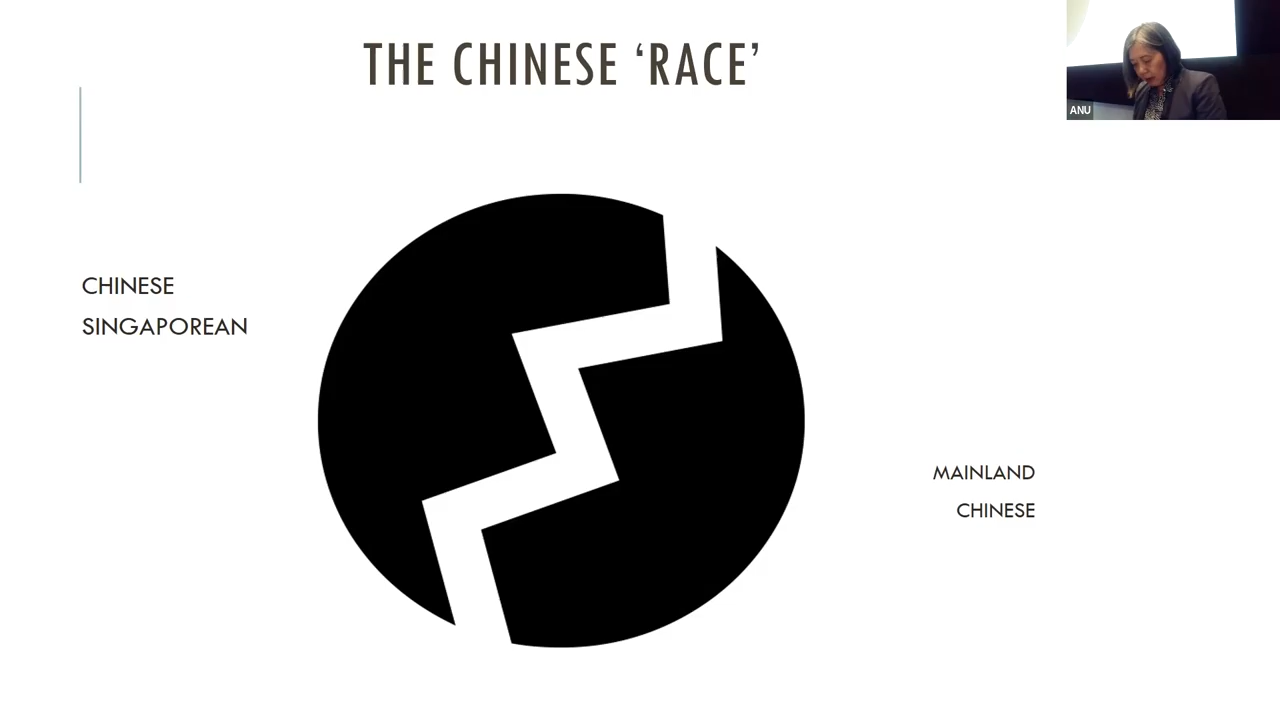 THE CHINESE ‘RACE’
ANU
CHINESE
SINGAPOREAN
MAINLAND
CHINESE